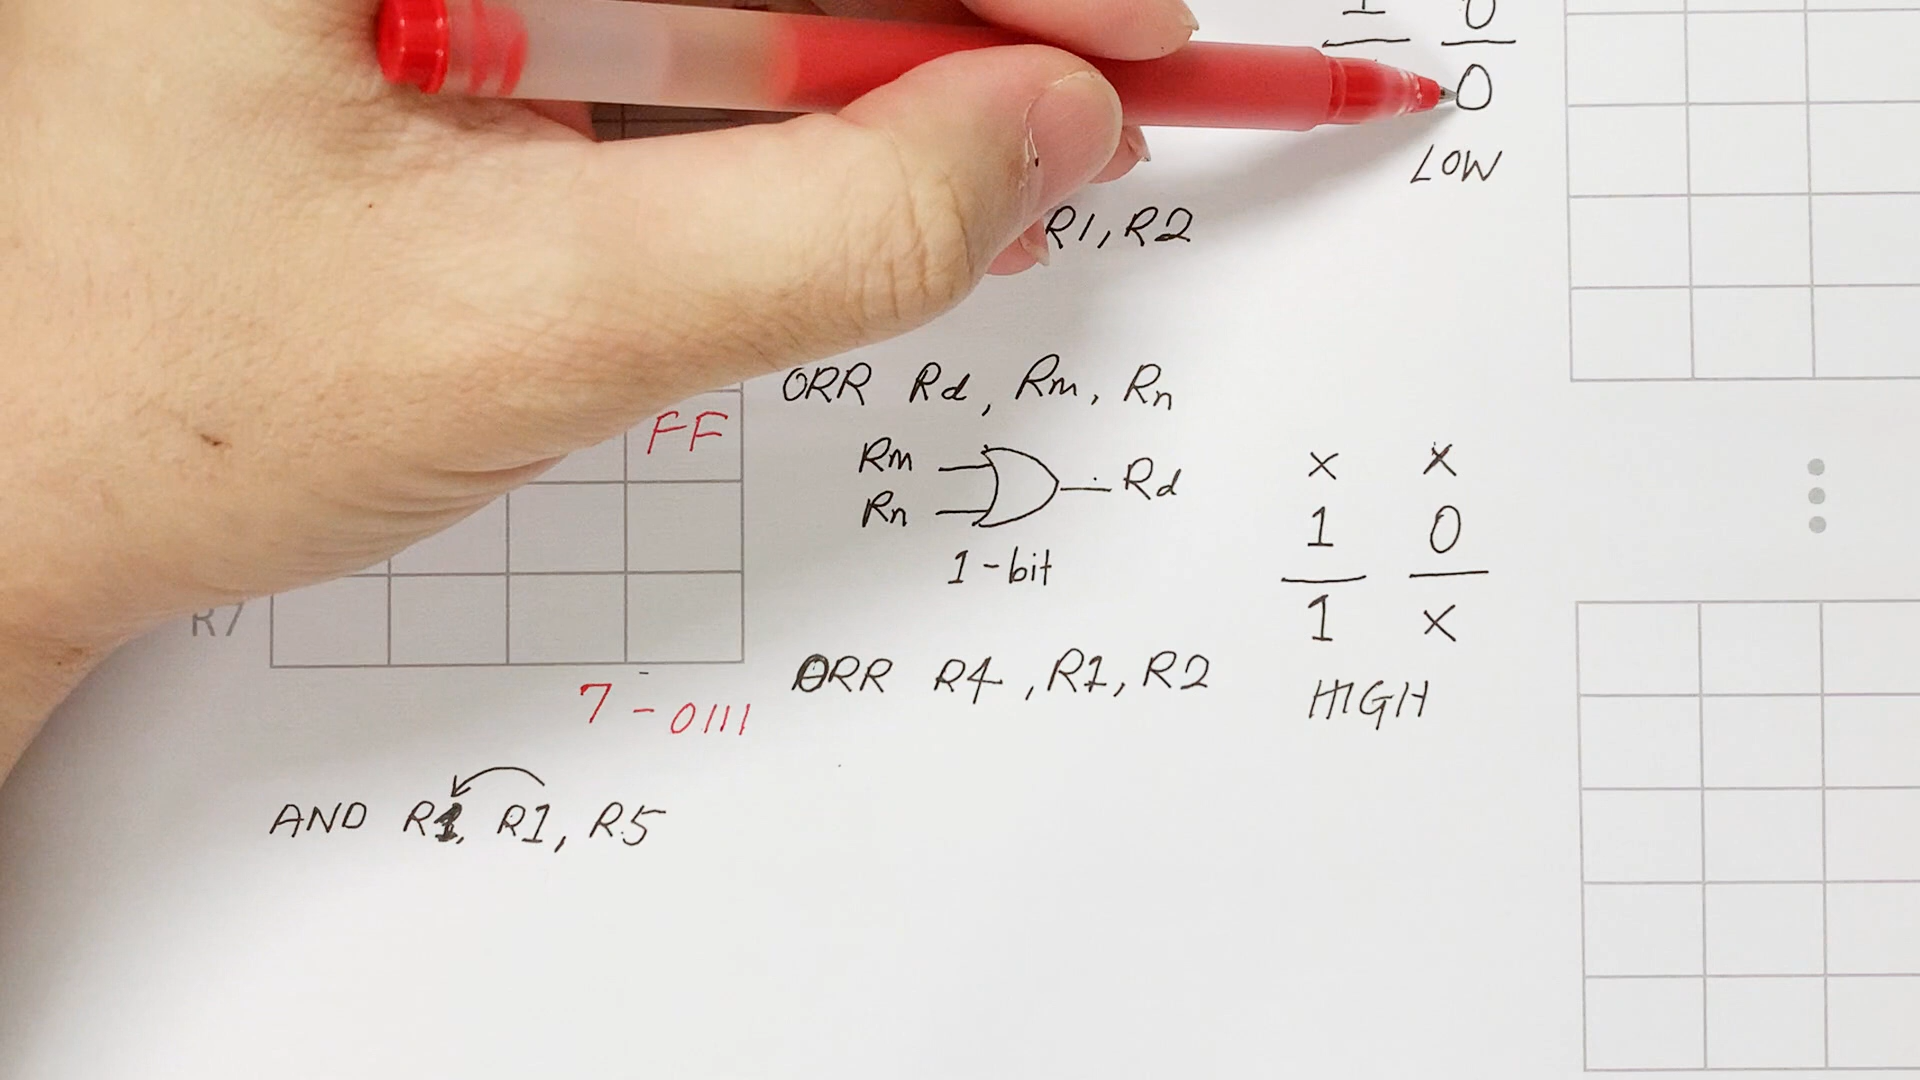 1 0
0
LOW
R1, R2
ORR Rd, Rm, Rn
FF
Rm
Rd
Rn
1-bit
x x
1 0
1 x
HIGH
R7
ORR R4, R1, R2
7 - 0111
AND R1, R1, R5